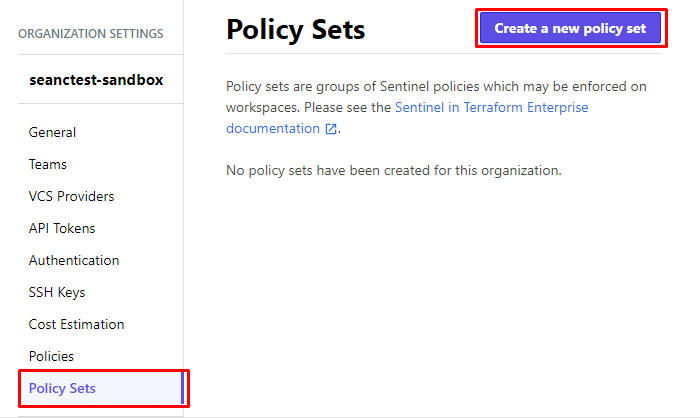 ORGANIZATION SETTINGS
seanctest-sandbox
General
Teams
VCS Providers
API Tokens
Authentication
SSH Keys
Cost Estimation
Policies
Policy Sets
Policy Sets
Create a new policy set
Policy sets are groups of Sentinel policies which may be enforced on
workspaces. Please see the Sentinel in Terraform Enterprise
documentation.
No policy sets have been created for this organization.